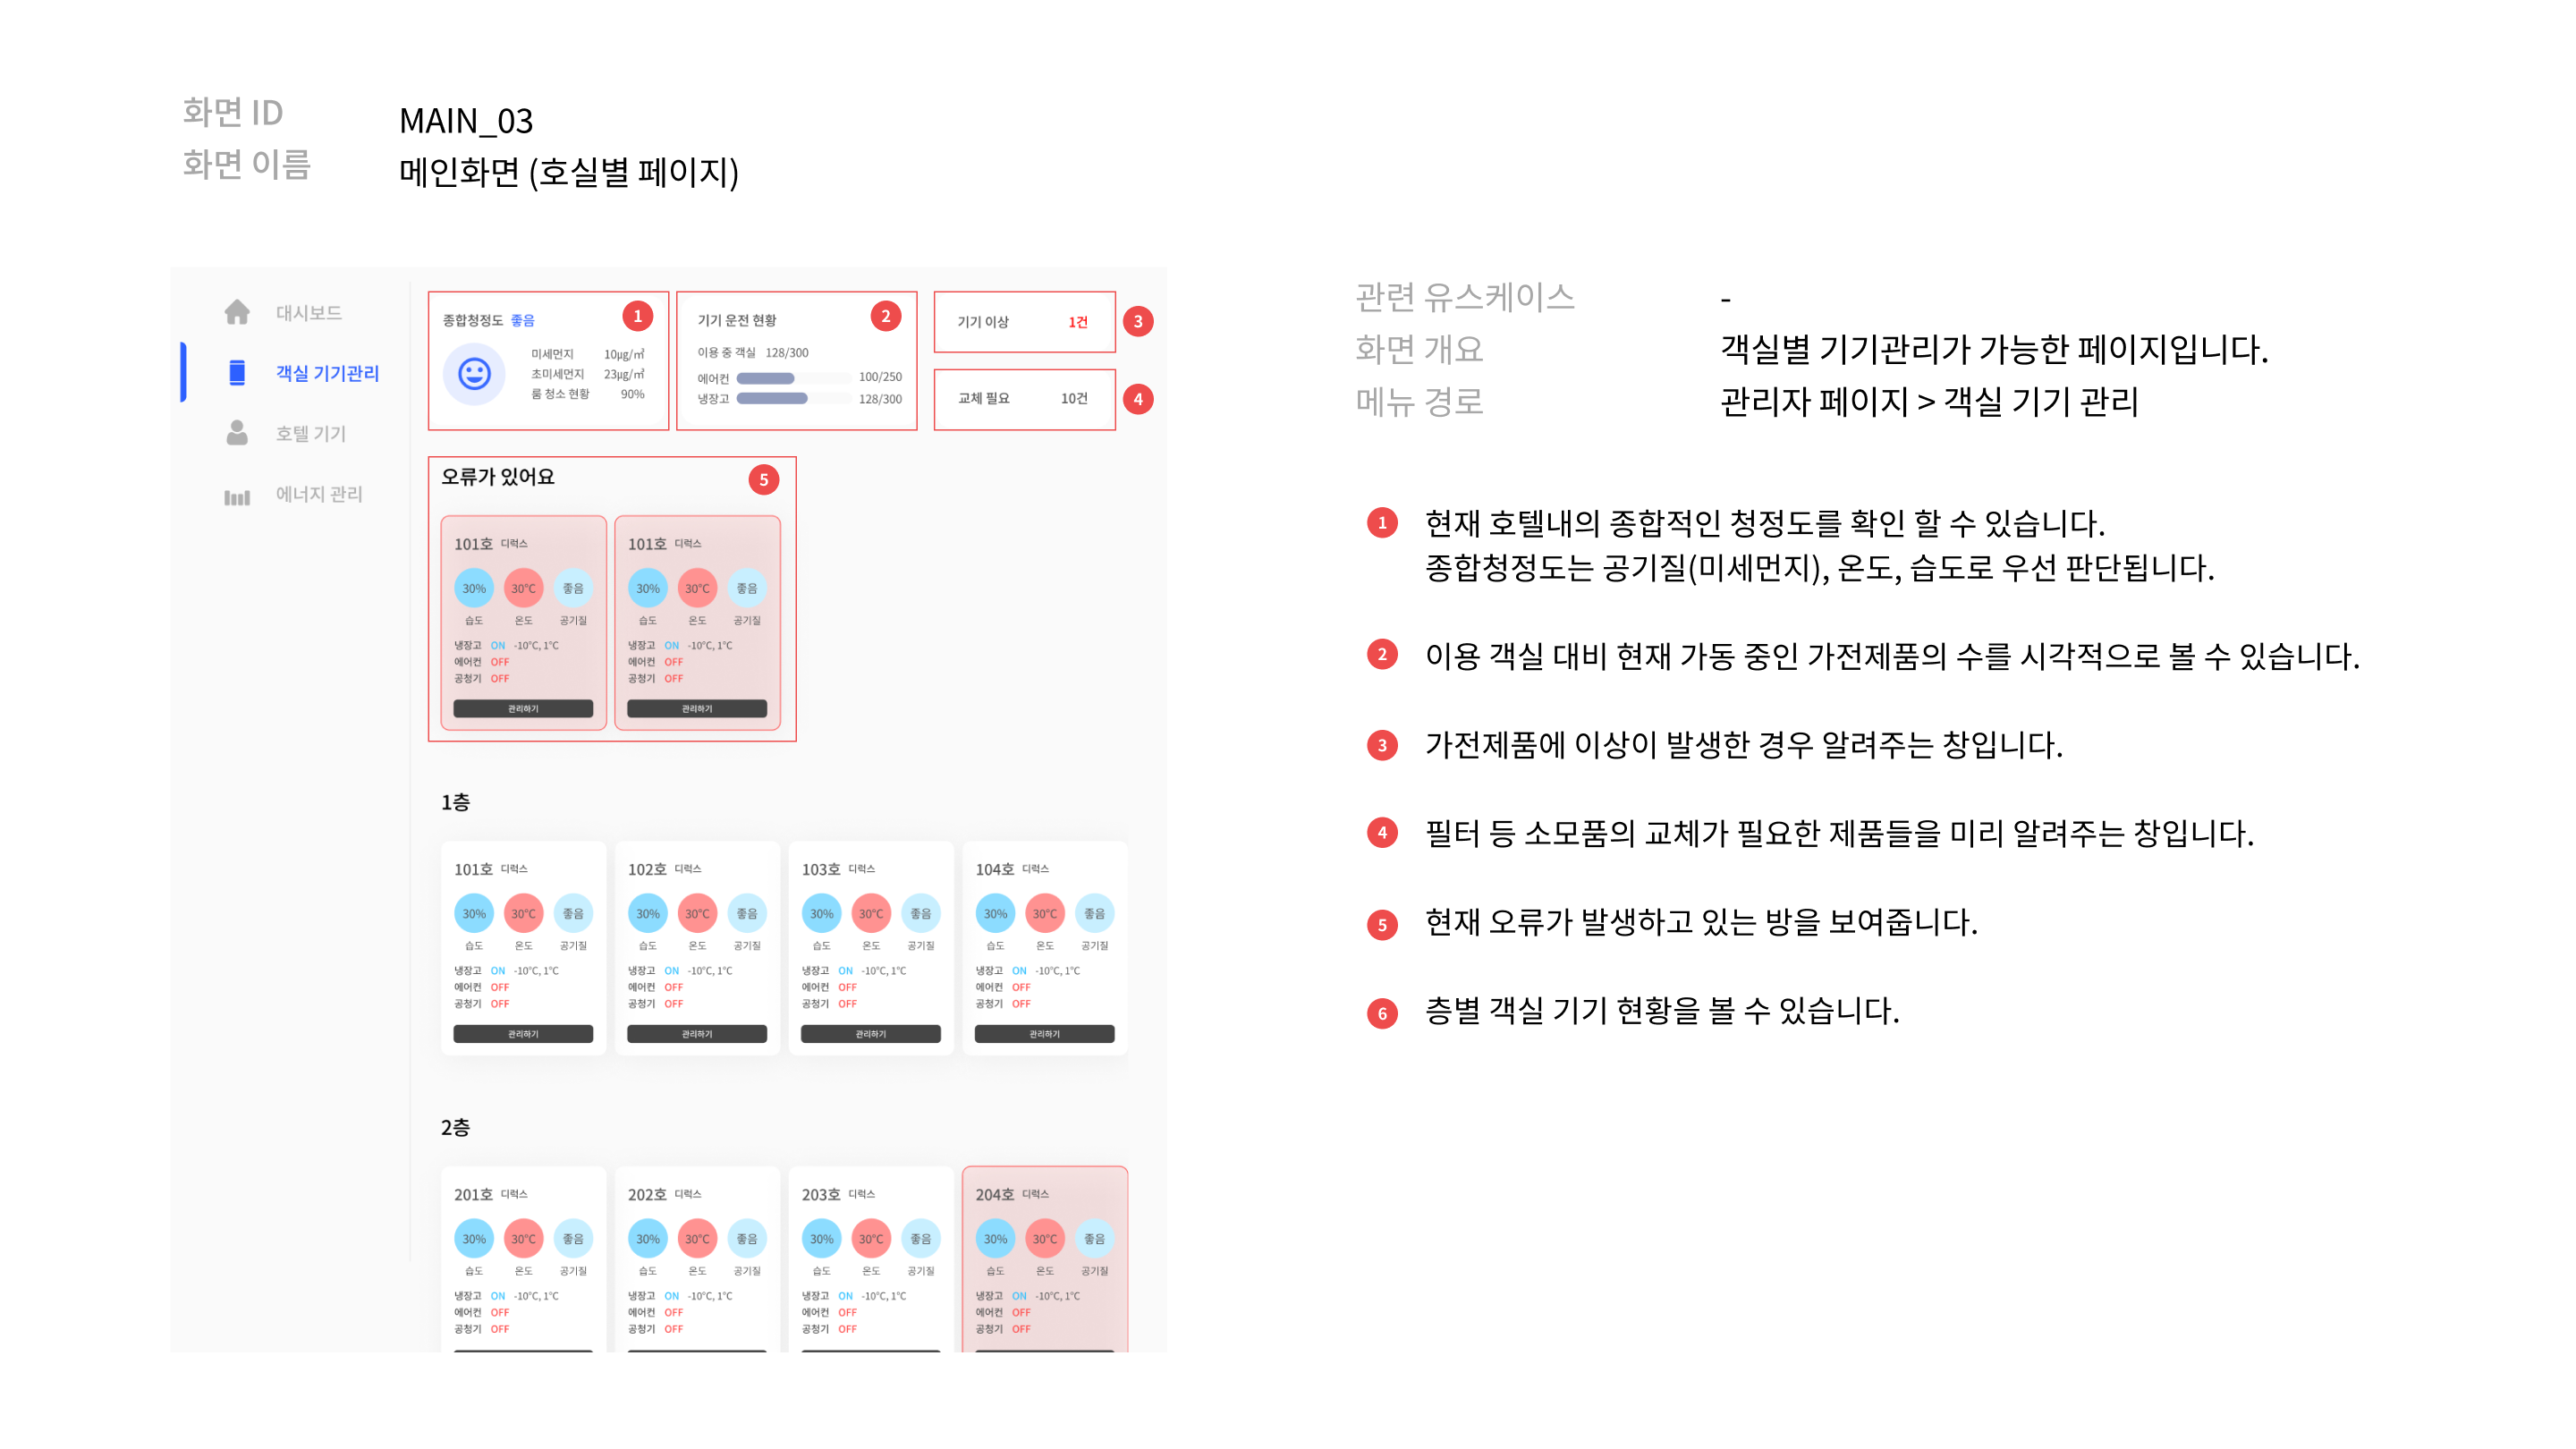 화면 ID
MAIN_03
화면 이름
메인화면 (호실별 페이지)
대시보드
객실 기기관리
호텔 기기
에너지 관리
종합청정도 좋음
1
미세먼지 10µg/㎥
초미세먼지 23µg/㎥
룸 청소 현황 90%
기기 운전 현황
2
이용 중 객실 128/300
에어컨 100/250
냉장고 128/300
기기 이상 1건
3
교체 필요 10건
4
오류가 있어요
5
101호 디럭스
30% 30°C 좋음
습도 온도 공기질
냉장고 ON -10°C, 1°C
에어컨 OFF
공청기 OFF
관리하기
101호 디럭스
30% 30°C 좋음
습도 온도 공기질
냉장고 ON -10°C, 1°C
에어컨 OFF
공청기 OFF
관리하기
1층
101호 디럭스
30% 30°C 좋음
습도 온도 공기질
냉장고 ON -10°C, 1°C
에어컨 OFF
공청기 OFF
관리하기
102호 디럭스
30% 30°C 좋음
습도 온도 공기질
냉장고 ON -10°C, 1°C
에어컨 OFF
공청기 OFF
관리하기
103호 디럭스
30% 30°C 좋음
습도 온도 공기질
냉장고 ON -10°C, 1°C
에어컨 OFF
공청기 OFF
관리하기
104호 디럭스
30% 30°C 좋음
습도 온도 공기질
냉장고 ON -10°C, 1°C
에어컨 OFF
공청기 OFF
관리하기
2층
201호 디럭스
30% 30°C 좋음
습도 온도 공기질
냉장고 ON -10°C, 1°C
에어컨 OFF
공청기 OFF
202호 디럭스
30% 30°C 좋음
습도 온도 공기질
냉장고 ON -10°C, 1°C
에어컨 OFF
공청기 OFF
203호 디럭스
30% 30°C 좋음
습도 온도 공기질
냉장고 ON -10°C, 1°C
에어컨 OFF
공청기 OFF
204호 디럭스
30% 30°C 좋음
습도 온도 공기질
냉장고 ON -10°C, 1°C
에어컨 OFF
공청기 OFF
관련 유스케이스 -
화면 개요 객실별 기기관리가 가능한 페이지입니다.
메뉴 경로 관리자 페이지 > 객실 기기 관리
1 현재 호텔내의 종합적인 청정도를 확인 할 수 있습니다.
종합청정도는 공기질(미세먼지), 온도, 습도로 우선 판단됩니다.
2 이용 객실 대비 현재 가동 중인 가전제품의 수를 시각적으로 볼 수 있습니다.
3 가전제품에 이상이 발생한 경우 알려주는 창입니다.
4 필터 등 소모품의 교체가 필요한 제품들을 미리 알려주는 창입니다.
5 현재 오류가 발생하고 있는 방을 보여줍니다.
6 층별 객실 기기 현황을 볼 수 있습니다.